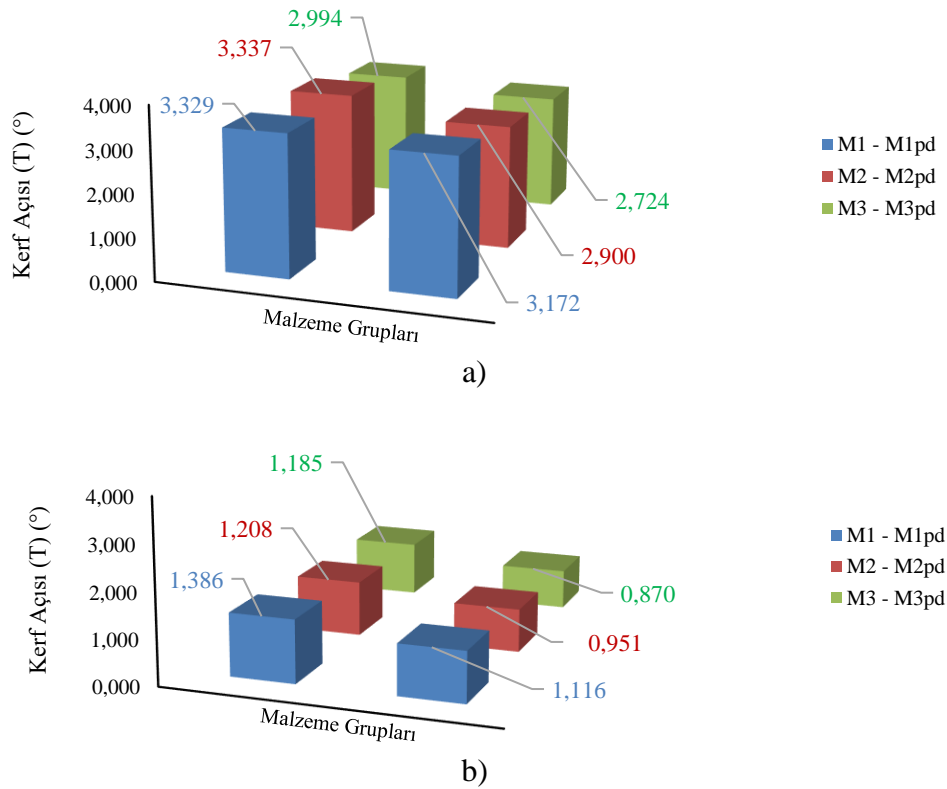 2,994
3,337
3,329
4,000
3,000
2,000
1,000
0,000
Kerf Açısı (T) (°)
2,724
2,900
3,172
Malzeme Grupları
M1 - M1pd
M2 - M2pd
M3 - M3pd
a)
1,185
1,208
1,386
4,000
3,000
2,000
1,000
0,000
Kerf Açısı (T) (°)
0,870
0,951
1,116
Malzeme Grupları
M1 - M1pd
M2 - M2pd
M3 - M3pd
b)